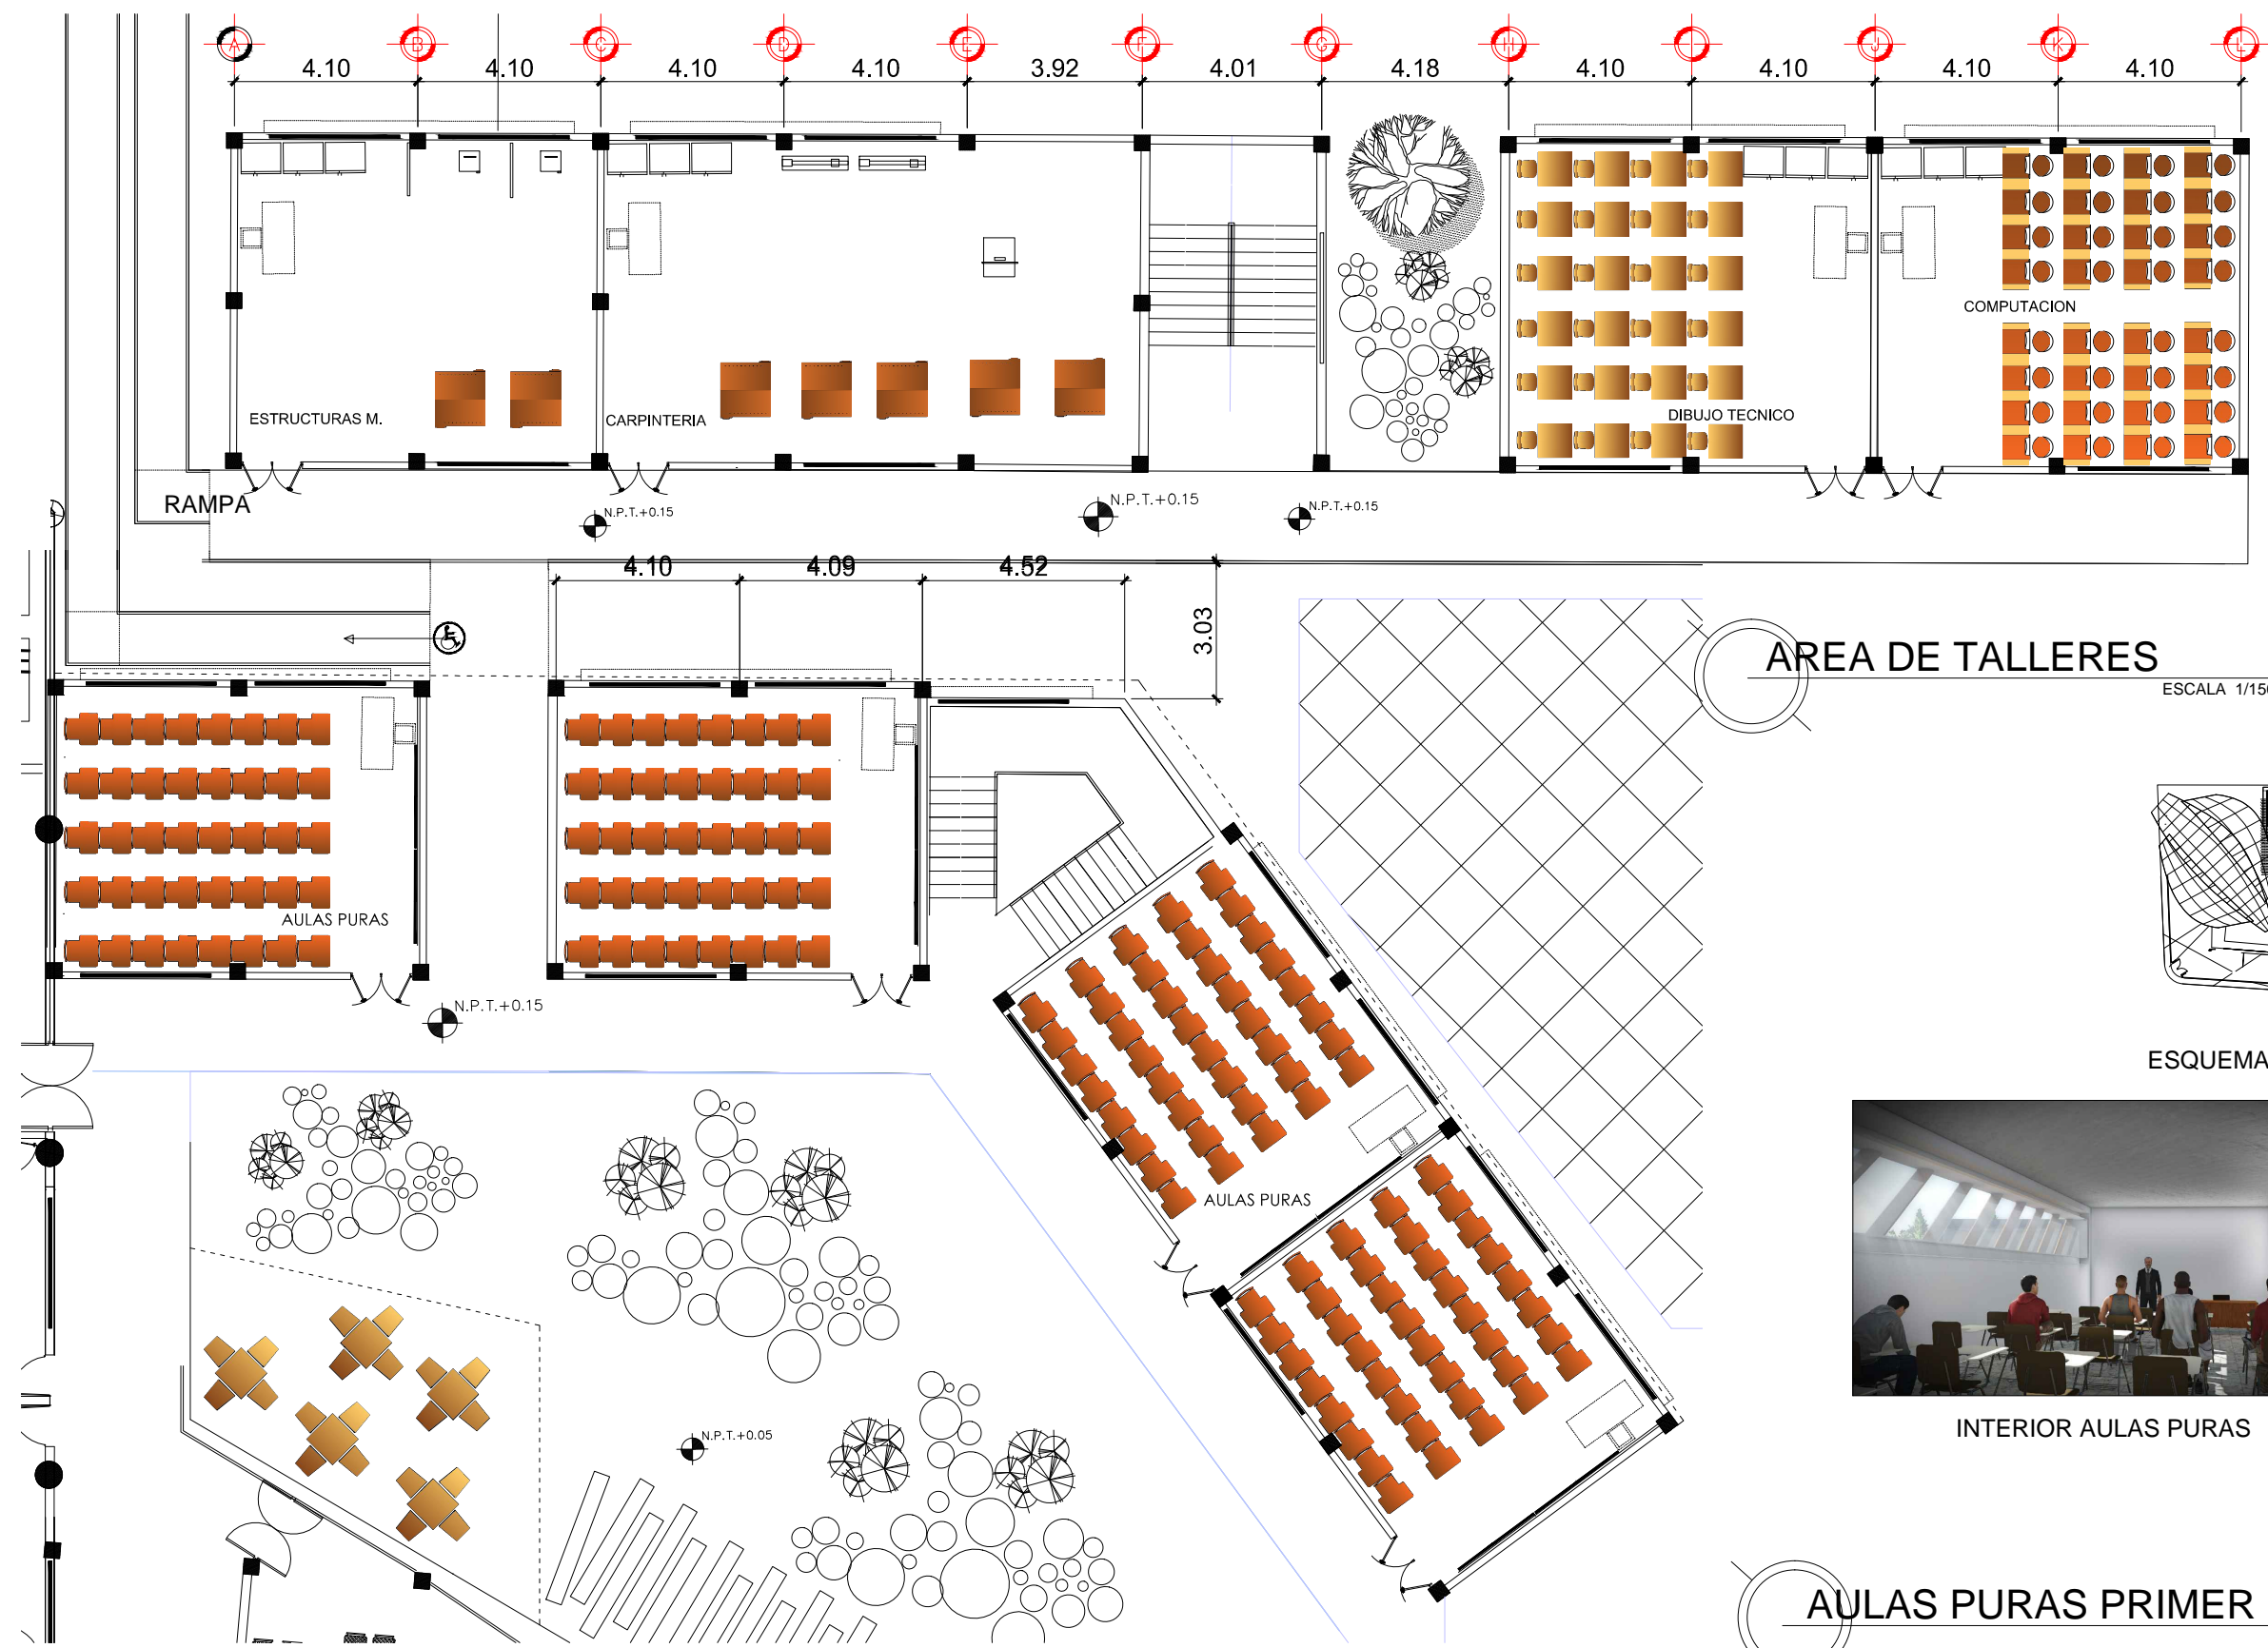 A B C D E F G H I J K L
4.10 4.10 4.10 4.10 3.92 4.01 4.18 4.10 4.10 4.10 4.10
COMPUTACION
ESTRUCTURAS M.
CARPINTERIA
DIBUJO TECNICO
RAMPA
N.P.T.+0.15
N.P.T.+0.15
N.P.T.+0.15
4.10 4.09 4.52
3.03
AREA DE TALLERES
ESCALA 1/150
AULAS PURAS
N.P.T.+0.15
ESQUEMA
AULAS PURAS
INTERIOR AULAS PURAS
N.P.T.+0.05
AULAS PURAS PRIMER